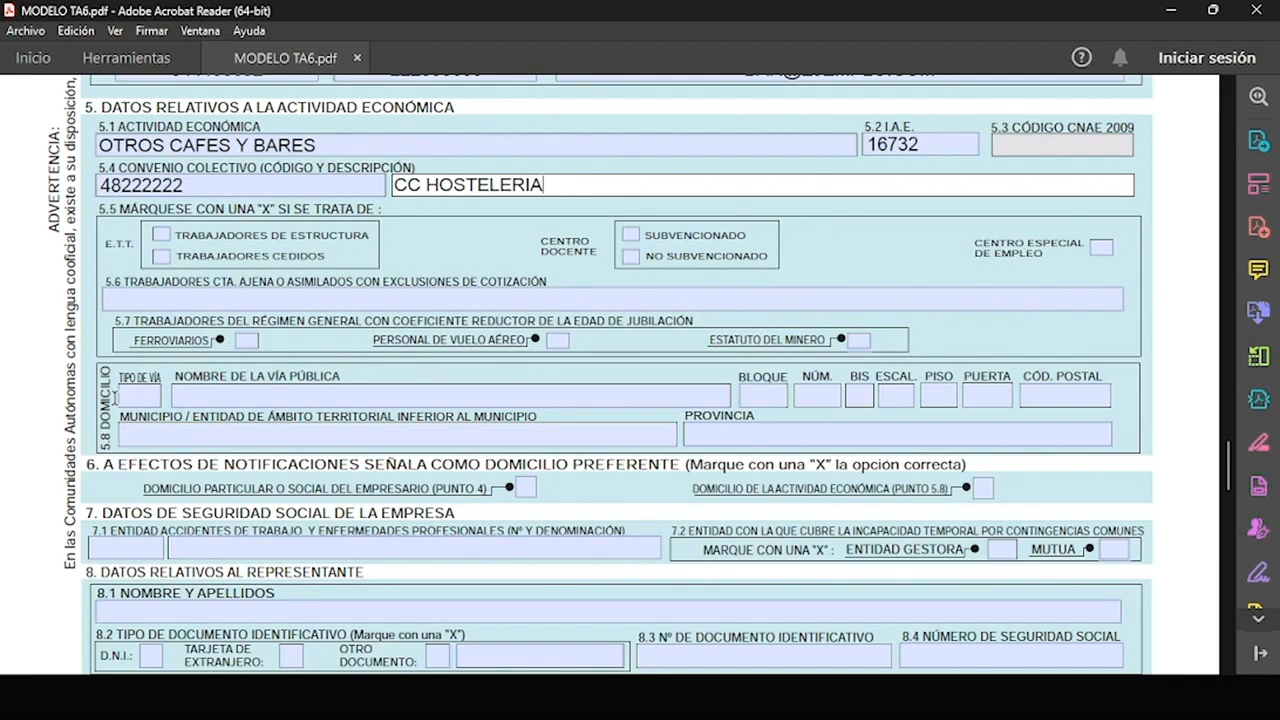 MODELO TA6.pdf - Adobe Acrobat Reader (64-bit)
Archivo Edición Ver Firmar Ventana Ayuda
Inicio Herramientas MODELO TA6.pdf × Iniciar sesión
ADVERTENCIA:
En las Comunidades Autónomas con lengua cooficial, existe a su disposición,
5. DATOS RELATIVOS A LA ACTIVIDAD ECONÓMICA
5.1 ACTIVIDAD ECONÓMICA 5.2 I.A.E. 5.3 CÓDIGO CNAE 2009
OTROS CAFES Y BARES 16732
5.4 CONVENIO COLECTIVO (CÓDIGO Y DESCRIPCIÓN)
48222222 CC HOSTELERIA
5.5 MÁRQUESE CON UNA "X" SI SE TRATA DE :
E.T.T. TRABAJADORES DE ESTRUCTURA CENTRO DOCENTE SUBVENCIONADO CENTRO ESPECIAL DE EMPLEO
TRABAJADORES CEDIDOS NO SUBVENCIONADO
5.6 TRABAJADORES CTA. AJENA O ASIMILADOS CON EXCLUSIONES DE COTIZACIÓN
5.7 TRABAJADORES DEL RÉGIMEN GENERAL CON COEFICIENTE REDUCTOR DE LA EDAD DE JUBILACIÓN
FERROVIARIOS PERSONAL DE VUELO AÉREO ESTATUTO DEL MINERO
5.8 DOMICILIO
TIPO DE VÍA NOMBRE DE LA VÍA PÚBLICA BLOQUE NÚM. BIS ESCAL. PISO PUERTA CÓD. POSTAL
MUNICIPIO / ENTIDAD DE ÁMBITO TERRITORIAL INFERIOR AL MUNICIPIO PROVINCIA
6. A EFECTOS DE NOTIFICACIONES SEÑALA COMO DOMICILIO PREFERENTE (Marque con una "X" la opción correcta)
DOMICILIO PARTICULAR O SOCIAL DEL EMPRESARIO (PUNTO 4) DOMICILIO DE LA ACTIVIDAD ECONÓMICA (PUNTO 5.8)
7. DATOS DE SEGURIDAD SOCIAL DE LA EMPRESA
7.1 ENTIDAD ACCIDENTES DE TRABAJO Y ENFERMEDADES PROFESIONALES (Nº Y DENOMINACIÓN) 7.2 ENTIDAD CON LA QUE CUBRE LA INCAPACIDAD TEMPORAL POR CONTINGENCIAS COMUNES
MARQUE CON UNA "X" : ENTIDAD GESTORA MUTUA
8. DATOS RELATIVOS AL REPRESENTANTE
8.1 NOMBRE Y APELLIDOS
8.2 TIPO DE DOCUMENTO IDENTIFICATIVO (Marque con una "X") 8.3 Nº DE DOCUMENTO IDENTIFICATIVO 8.4 NÚMERO DE SEGURIDAD SOCIAL
D.N.I.: TARJETA DE EXTRANJERO: OTRO DOCUMENTO: